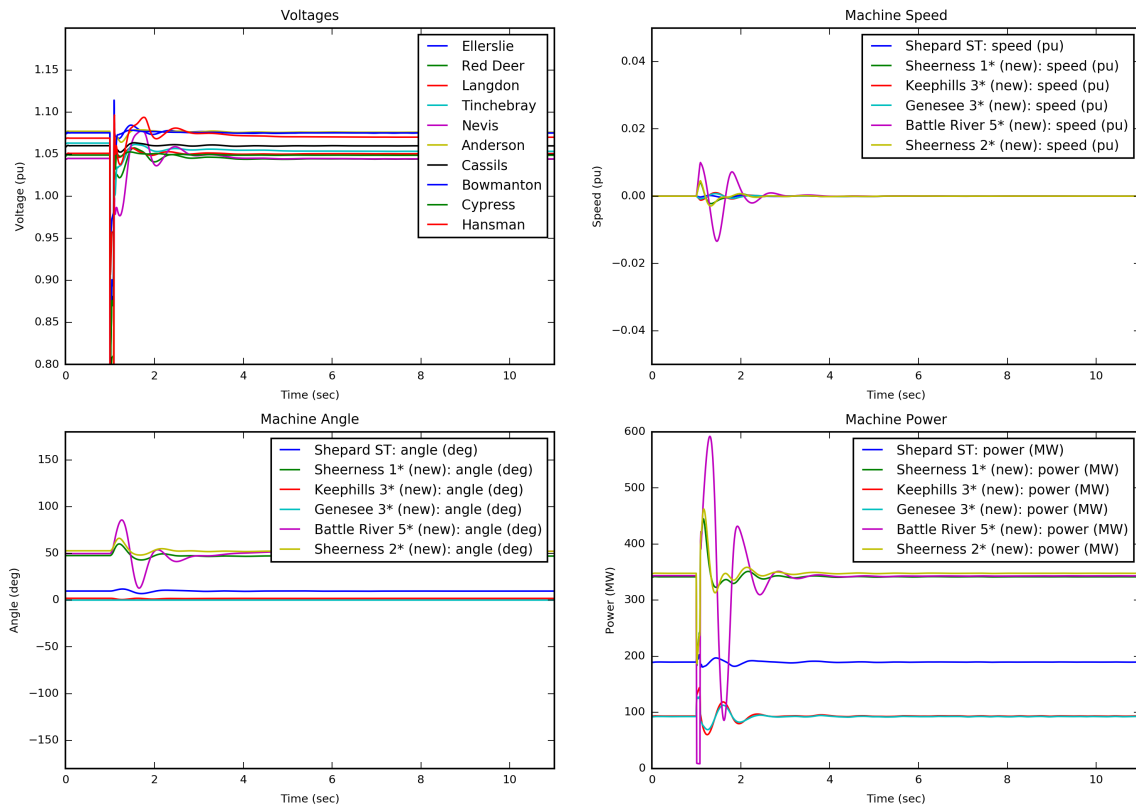 Voltages
1.15
1.10
1.05
1.00
0.95
0.90
0.85
0.80
Voltage (pu)
0 2 4 6 8 10
Time (sec)
Ellerslie
Red Deer
Langdon
Tinchebray
Nevis
Anderson
Cassils
Bowmanton
Cypress
Hansman
Machine Speed
0.04
0.02
0.00
−0.02
−0.04
Speed (pu)
0 2 4 6 8 10
Time (sec)
Shepard ST: speed (pu)
Sheerness 1* (new): speed (pu)
Keephills 3* (new): speed (pu)
Genesee 3* (new): speed (pu)
Battle River 5* (new): speed (pu)
Sheerness 2* (new): speed (pu)
Machine Angle
150
100
50
0
−50
−100
−150
Angle (deg)
0 2 4 6 8 10
Time (sec)
Shepard ST: angle (deg)
Sheerness 1* (new): angle (deg)
Keephills 3* (new): angle (deg)
Genesee 3* (new): angle (deg)
Battle River 5* (new): angle (deg)
Sheerness 2* (new): angle (deg)
Machine Power
600
500
400
300
200
100
0
Power (MW)
0 2 4 6 8 10
Time (sec)
Shepard ST: power (MW)
Sheerness 1* (new): power (MW)
Keephills 3* (new): power (MW)
Genesee 3* (new): power (MW)
Battle River 5* (new): power (MW)
Sheerness 2* (new): power (MW)